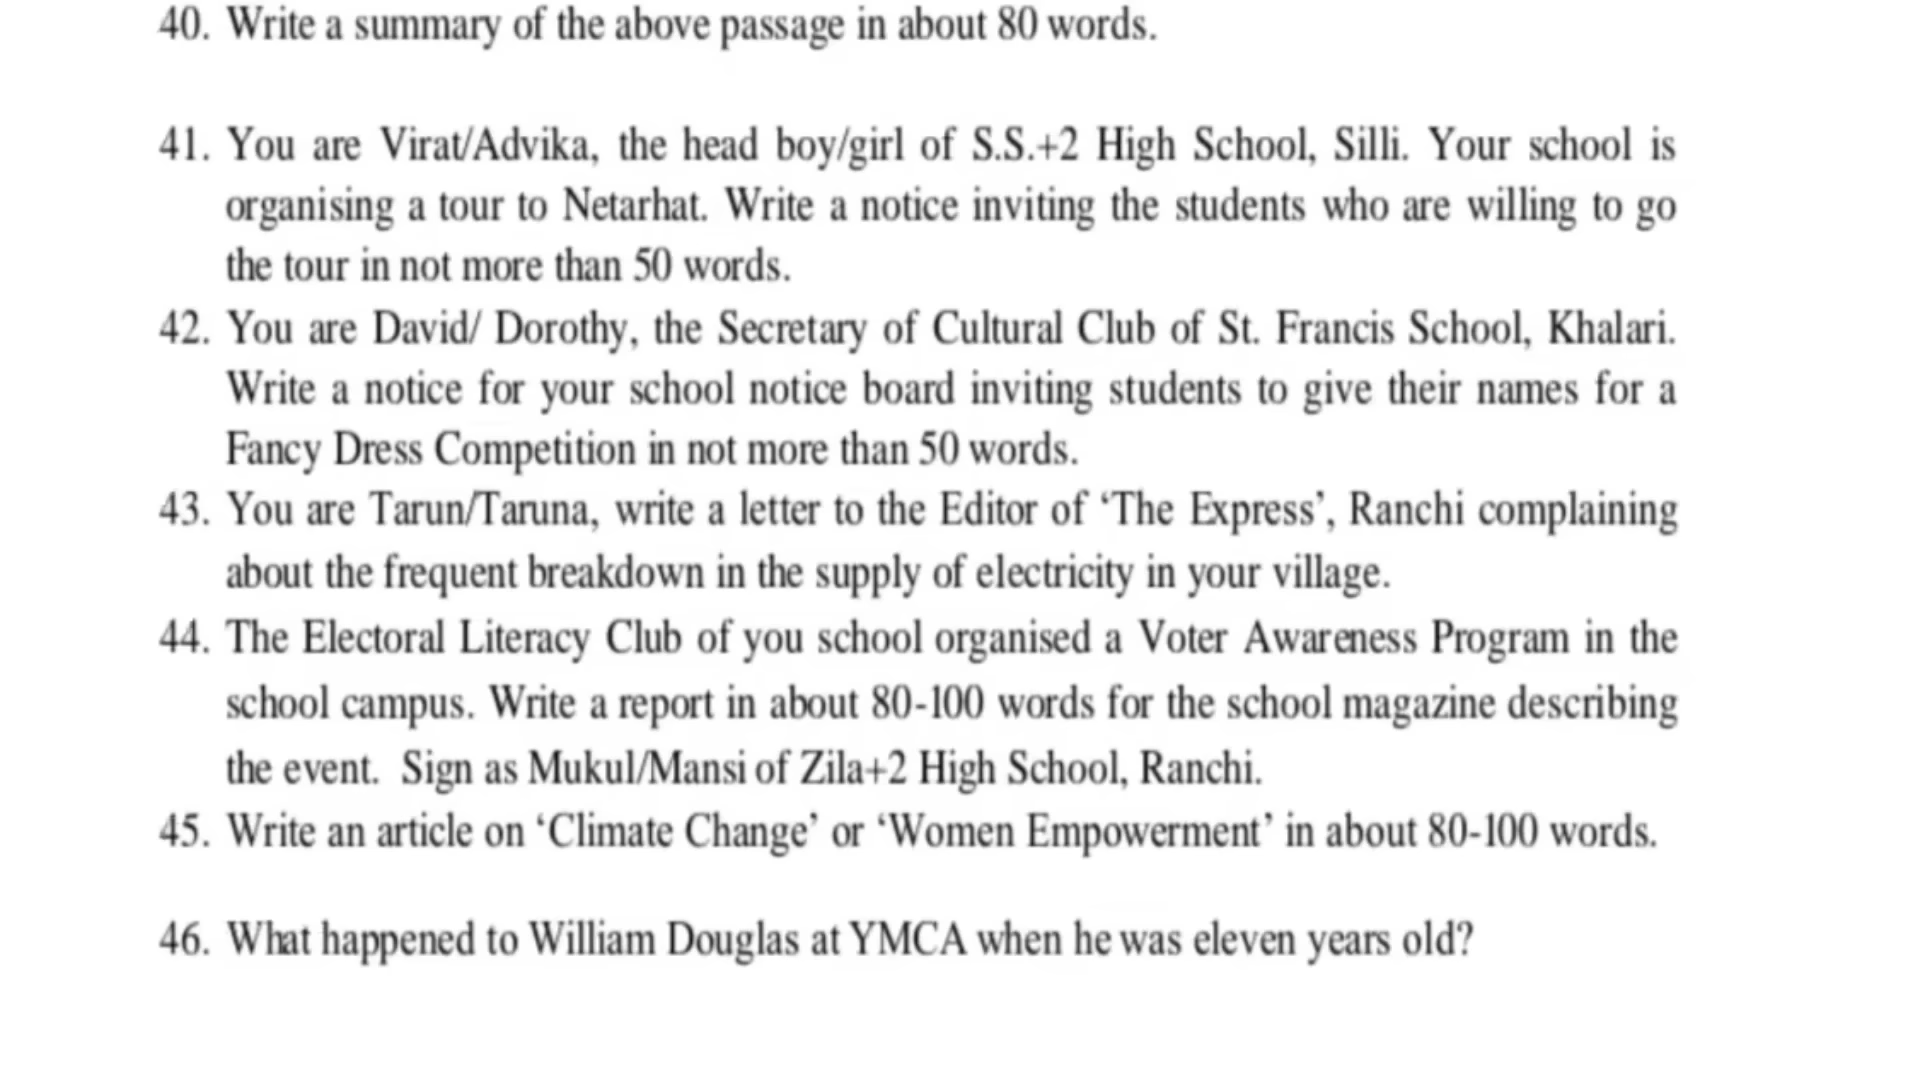 40. Write a summary of the above passage in about 80 words.
41. You are Virat/Advika, the head boy/girl of S.S.+2 High School, Silli. Your school is
organising a tour to Netarhat. Write a notice inviting the students who are willing to go
the tour in not more than 50 words.
42. You are David/ Dorothy, the Secretary of Cultural Club of St. Francis School, Khalari.
Write a notice for your school notice board inviting students to give their names for a
Fancy Dress Competition in not more than 50 words.
43. You are Tarun/Taruna, write a letter to the Editor of ‘The Express’, Ranchi complaining
about the frequent breakdown in the supply of electricity in your village.
44. The Electoral Literacy Club of you school organised a Voter Awareness Program in the
school campus. Write a report in about 80-100 words for the school magazine describing
the event. Sign as Mukul/Mansi of Zila+2 High School, Ranchi.
45. Write an article on ‘Climate Change’ or ‘Women Empowerment’ in about 80-100 words.
46. What happened to William Douglas at YMCA when he was eleven years old?